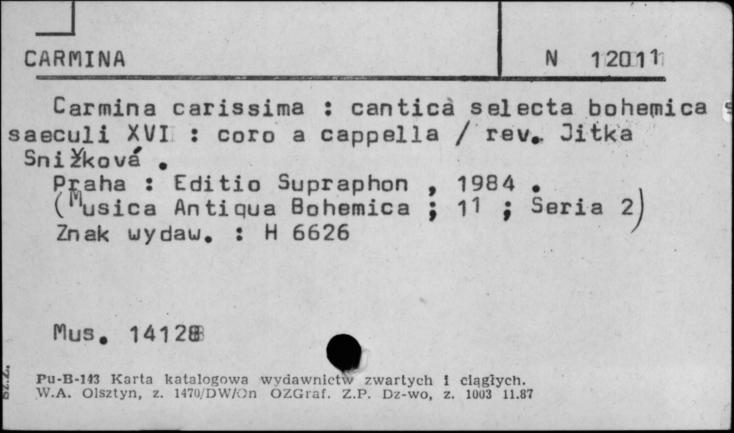 CARMINA N 12011
Carmina carissima : cantica selecta bohemica
saeculi XVI : coro a cappella / rev. Jitka
Snižková .
Praha : Editio Supraphon , 1984 .
(Musica Antiqua Bohemica ; 11 ; Seria 2)
Znak wydaw. : H 6626
Mus. 14128
Pu-B-143 Karta katalogowa wydawnictw zwartych i ciągłych.
W.A. Olsztyn, z. 1470/DW/On OZGraf. Z.P. Dz-wo, z. 1003 11.87